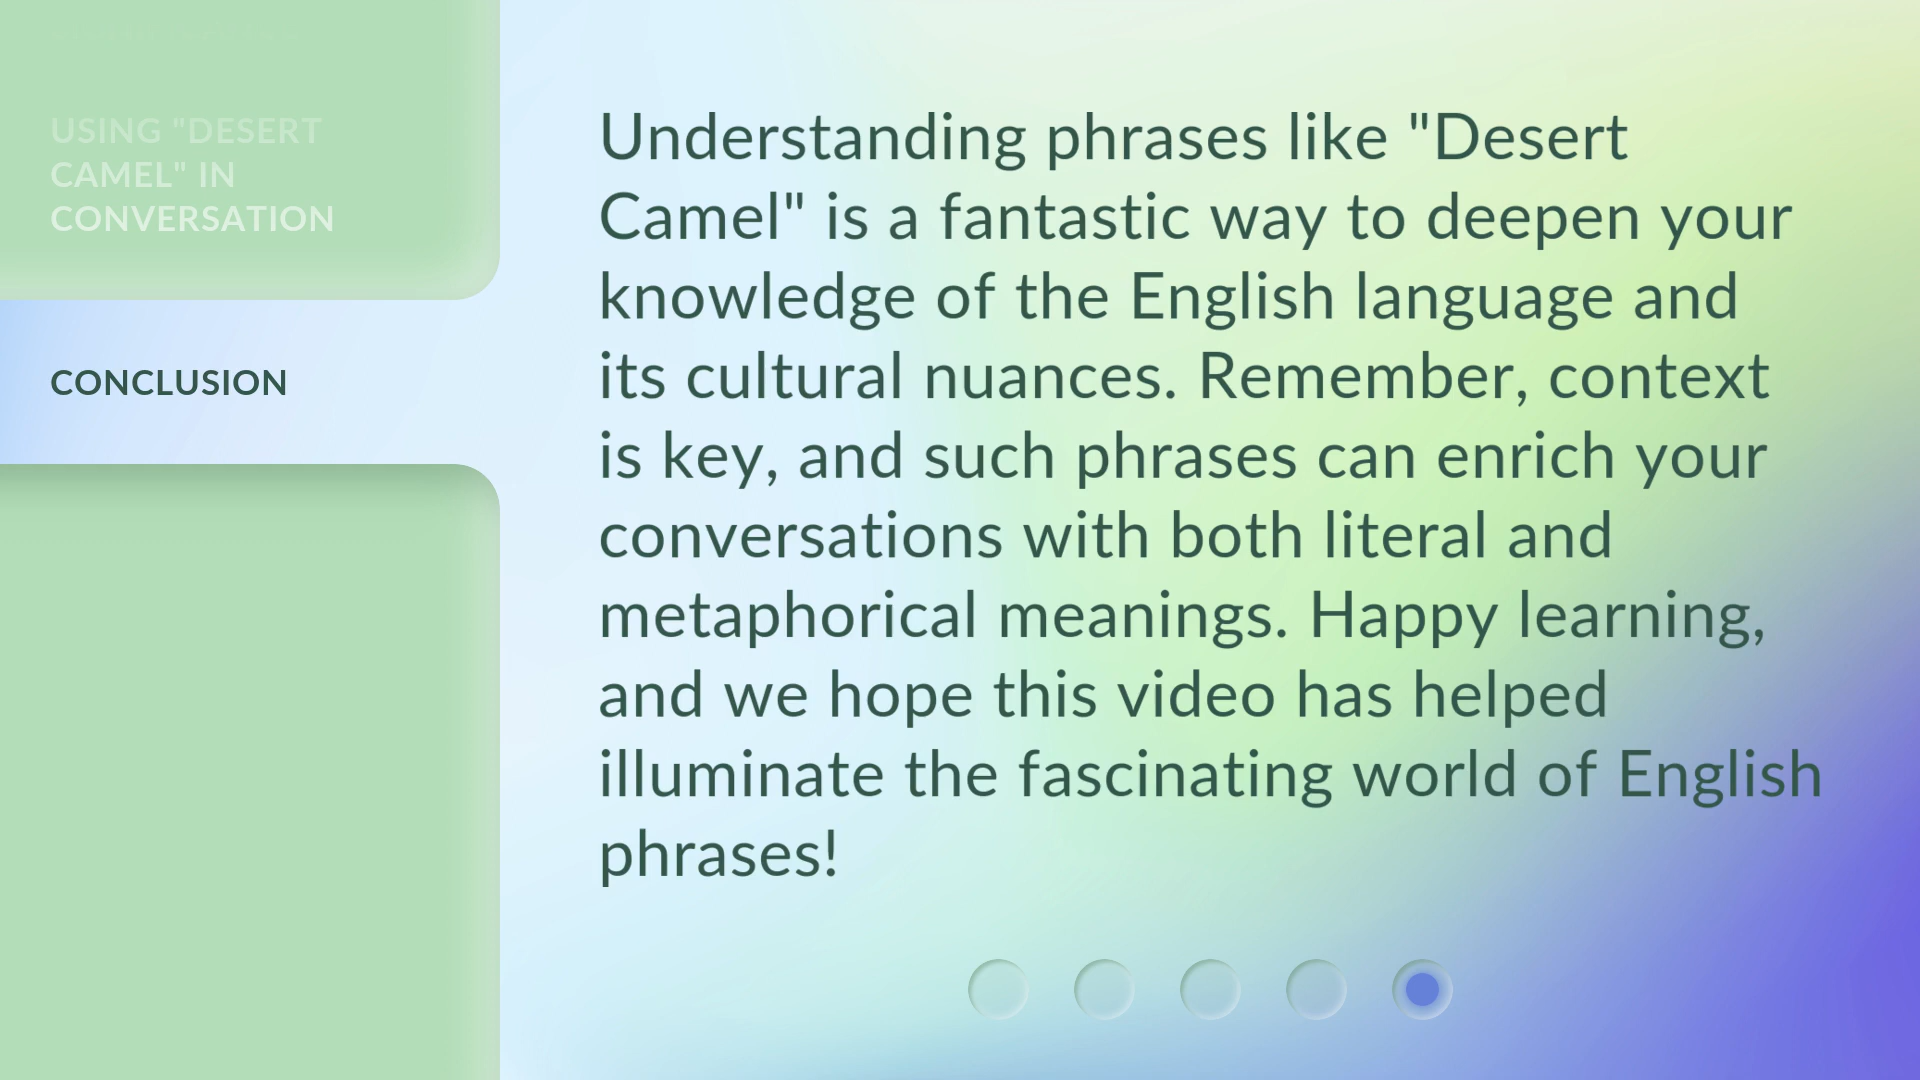 USING "DESERT
CAMEL" IN
CONVERSATION
CONCLUSION
Understanding phrases like "Desert
Camel" is a fantastic way to deepen your
knowledge of the English language and
its cultural nuances. Remember, context
is key, and such phrases can enrich your
conversations with both literal and
metaphorical meanings. Happy learning,
and we hope this video has helped
illuminate the fascinating world of English
phrases!